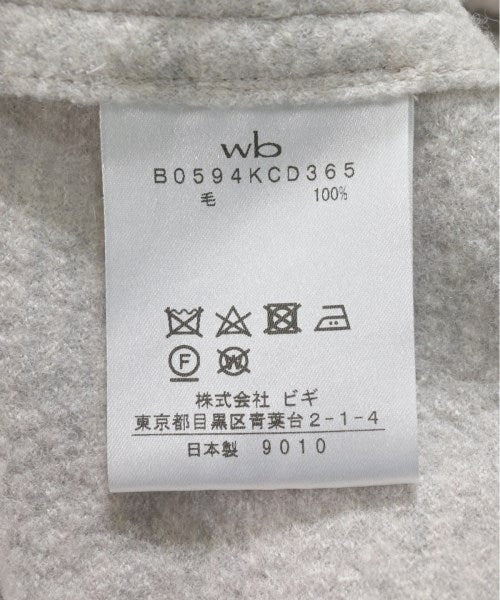 wb
B0594KCD365
毛 100%
F W
株式会社 ビギ
東京都目黒区青葉台2-1-4
日本製 9010